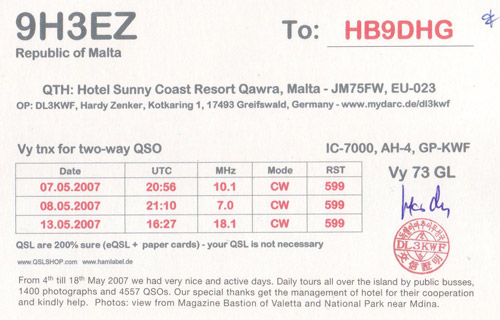 9H3EZ
Republic of Malta
To: HB9DHG
QTH: Hotel Sunny Coast Resort Qawra, Malta - JM75FW, EU-023
OP: DL3KWF, Hardy Zenker, Kotkaring 1, 17493 Greifswald, Germany - www.mydarc.de/dl3kwf
Vy tnx for two-way QSO IC-7000, AH-4, GP-KWF
Date UTC MHz Mode RST
07.05.2007 20:56 10.1 CW 599
08.05.2007 21:10 7.0 CW 599
13.05.2007 16:27 18.1 CW 599
Vy 73 GL
Hardy
DL3KWF
QSL are 200% sure (eQSL + paper cards) - your QSL is not necessary
www.QSLSHOP.com www.hamlabel.de
From 4th till 18th May 2007 we had very nice and active days. Daily tours all over the island by public busses,
1400 photographs and 4557 QSOs. Our special thanks get the management of hotel for their cooperation
and kindly help. Photos: view from Magazine Bastion of Valetta and National Park near Mdina.